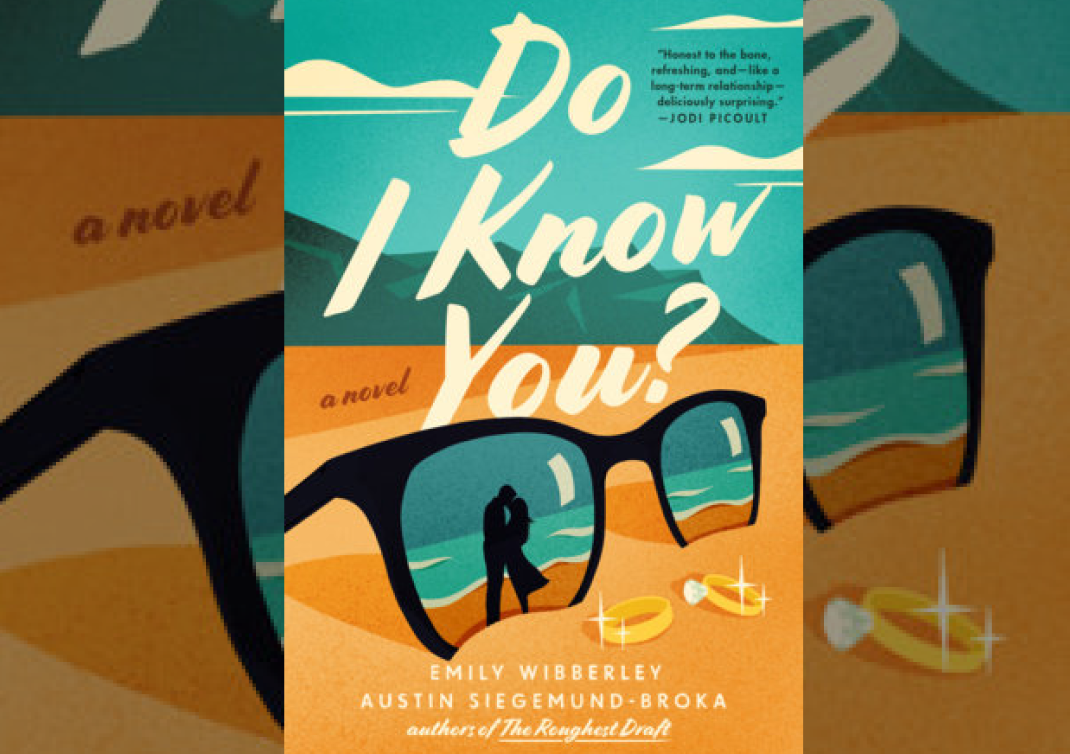 Do
"Honest to the bone,
refreshing, and—like a
long-term relationship—
deliciously surprising."
—JODI PICOULT
I Know
You?
a novel
a novel
EMILY WIBBERLEY
AUSTIN SIEGEMUND-BROKA
authors of The Roughest Draft